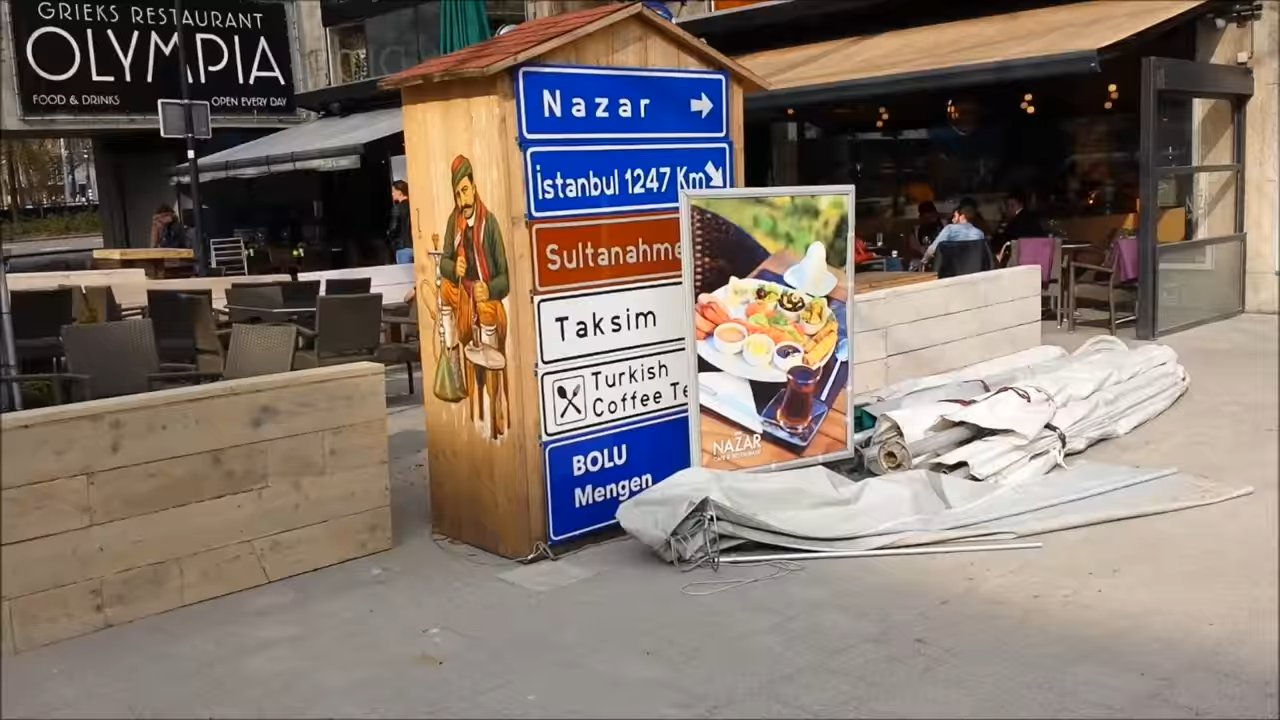 GRIEKS RESTAURANT
OLYMPIA
FOOD & DRINKS
OPEN EVERY DAY
Nazar
İstanbul 1247 Km
Sultanahme
Taksim
Turkish
Coffee Te
BOLU
Mengen
NAZAR